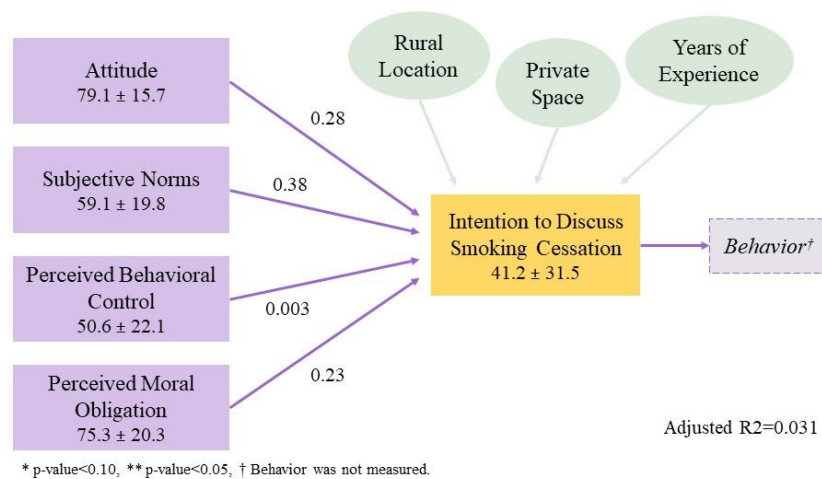 Attitude
79.1 ± 15.7
Subjective Norms
59.1 ± 19.8
Perceived Behavioral
Control
50.6 ± 22.1
Perceived Moral
Obligation
75.3 ± 20.3
0.28
0.38
0.003
0.23
Rural
Location
Private
Space
Years of
Experience
Intention to Discuss
Smoking Cessation
41.2 ± 31.5
Behavior†
Adjusted R2=0.031
* p-value<0.10, ** p-value<0.05, † Behavior was not measured.